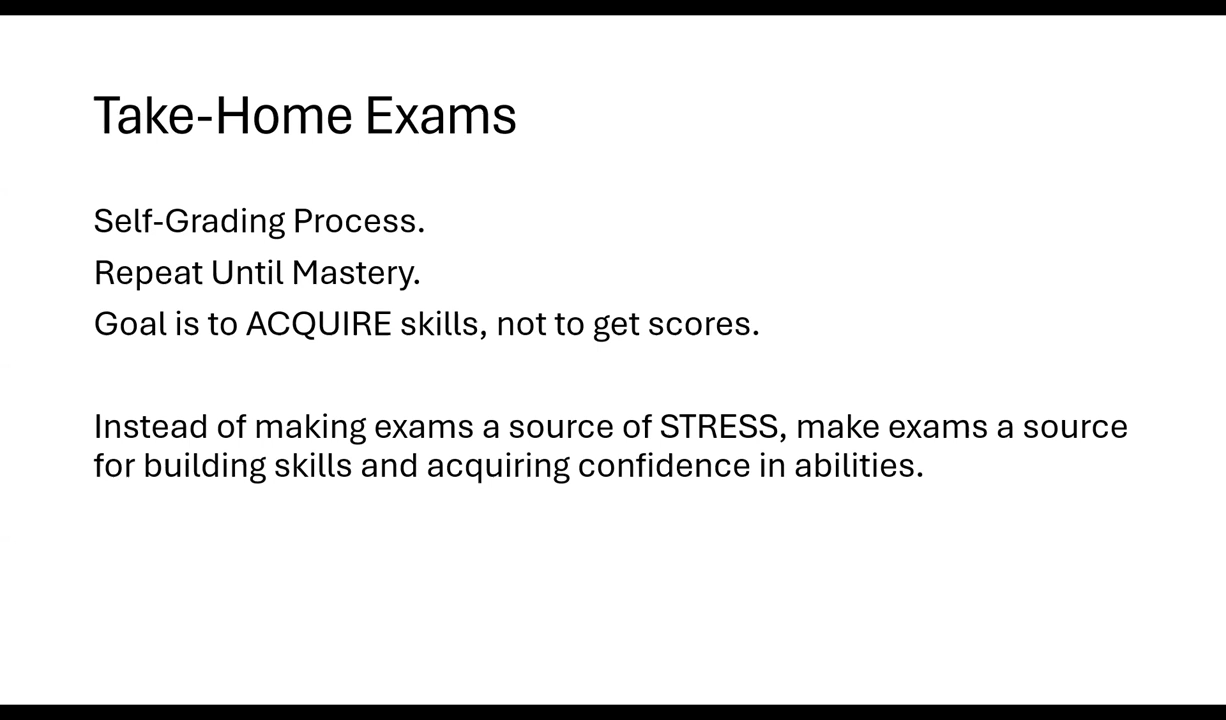 Take-Home Exams
Self-Grading Process.
Repeat Until Mastery.
Goal is to ACQUIRE skills, not to get scores.
Instead of making exams a source of STRESS, make exams a source
for building skills and acquiring confidence in abilities.